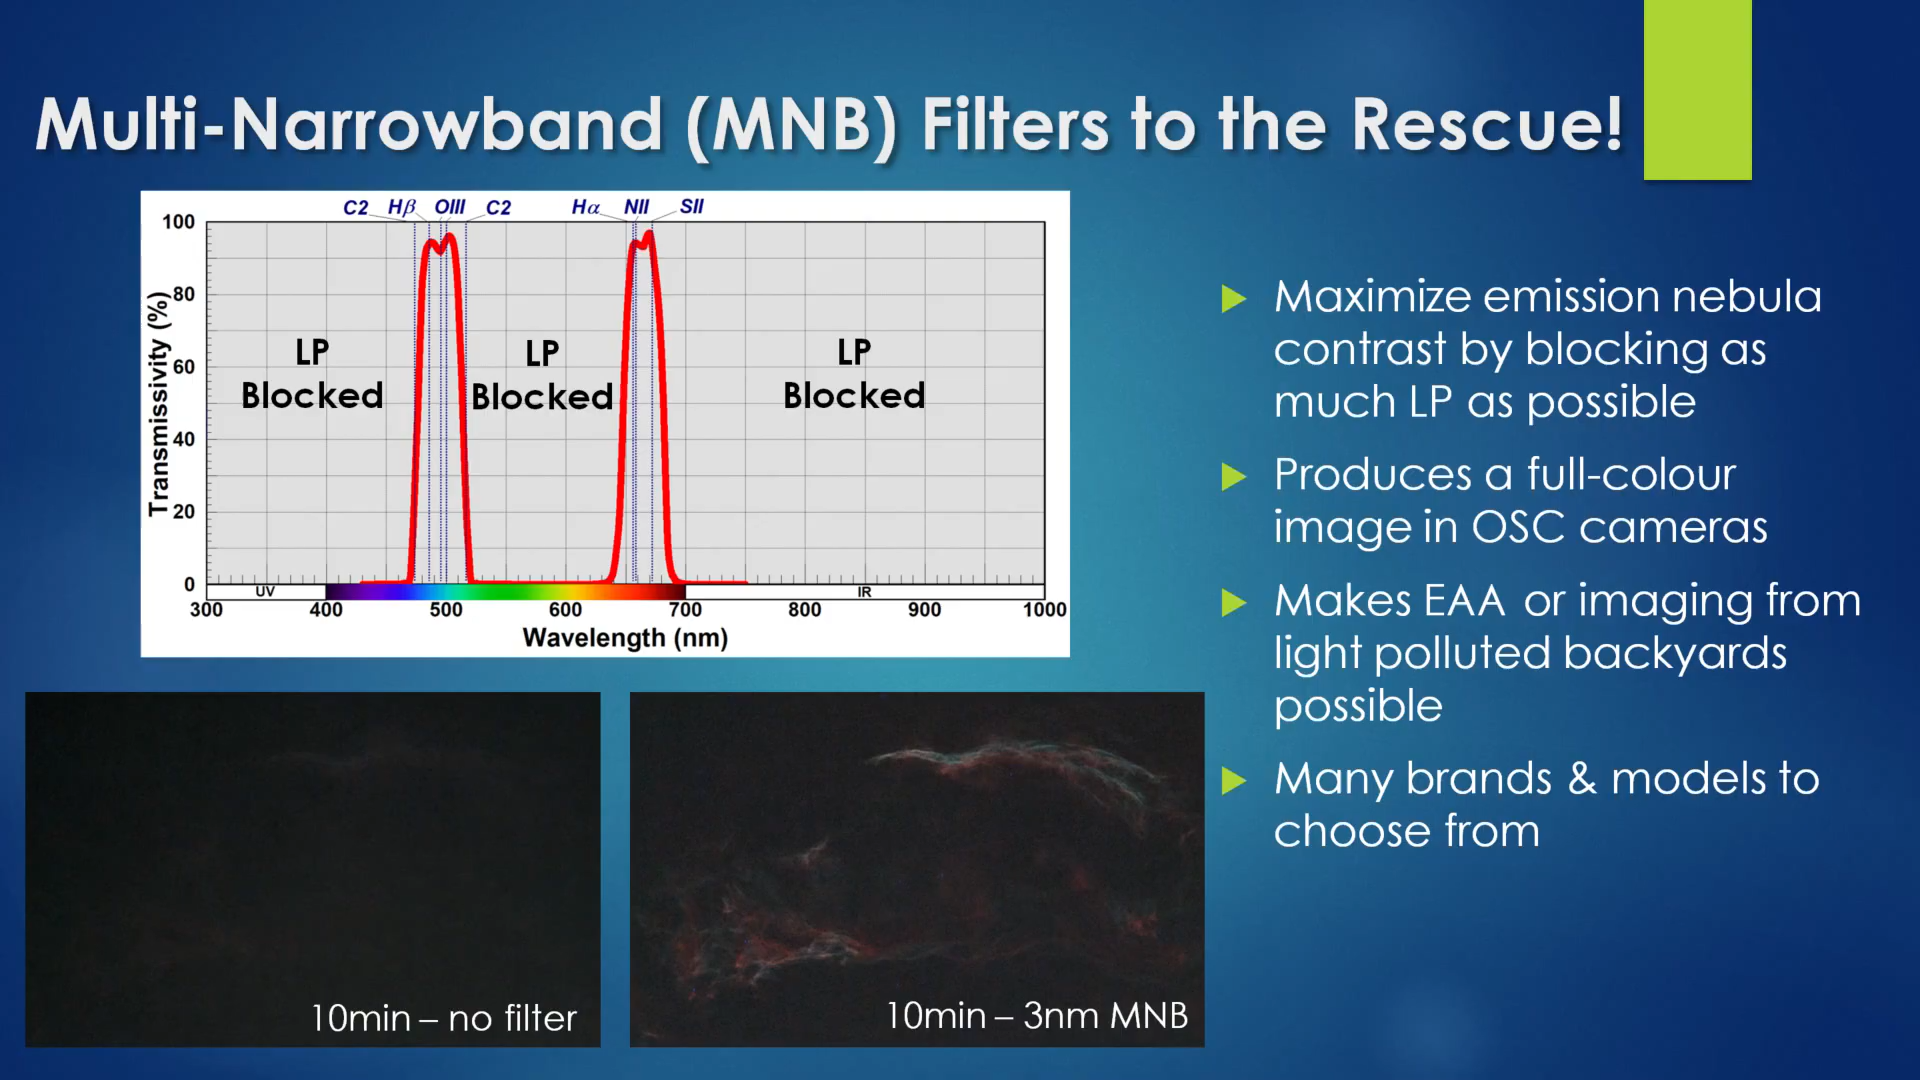 Multi-Narrowband (MNB) Filters to the Rescue!
C2 Hβ OIII C2 Hα NII SII
100
80
60
40
20
0
Transmissivity (%)
LP
Blocked
LP
Blocked
LP
Blocked
UV IR
300 400 500 600 700 800 900 1000
Wavelength (nm)
10min – no filter
10min – 3nm MNB
Maximize emission nebula
contrast by blocking as
much LP as possible
Produces a full-colour
image in OSC cameras
Makes EAA or imaging from
light polluted backyards
possible
Many brands & models to
choose from